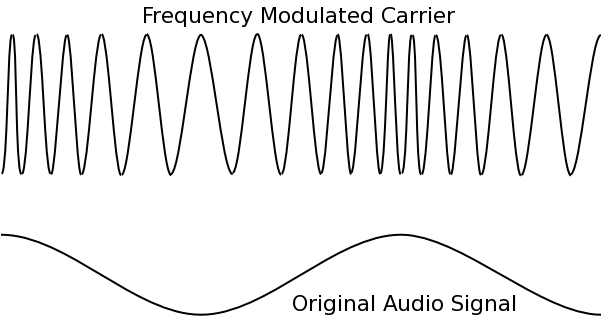 Frequency Modulated Carrier
Original Audio Signal